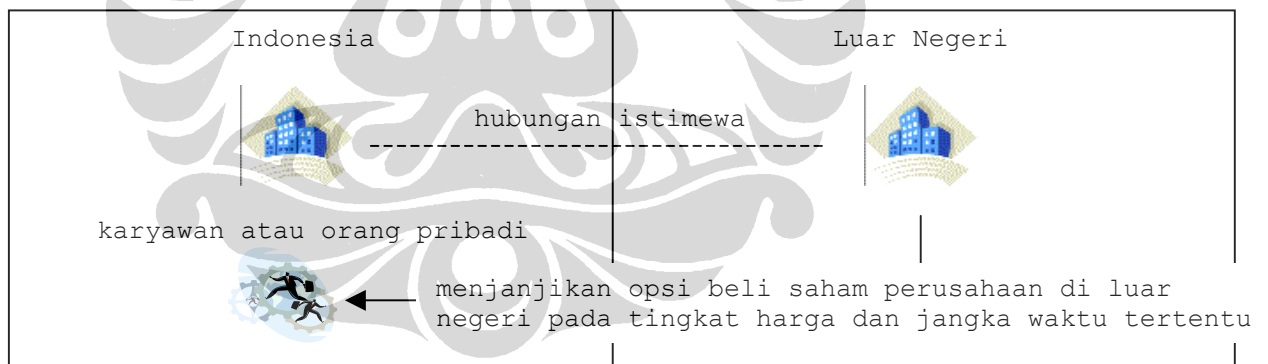 Indonesia
Luar Negeri
hubungan istimewa
karyawan atau orang pribadi
menjanjikan opsi beli saham perusahaan di luar
negeri pada tingkat harga dan jangka waktu tertentu